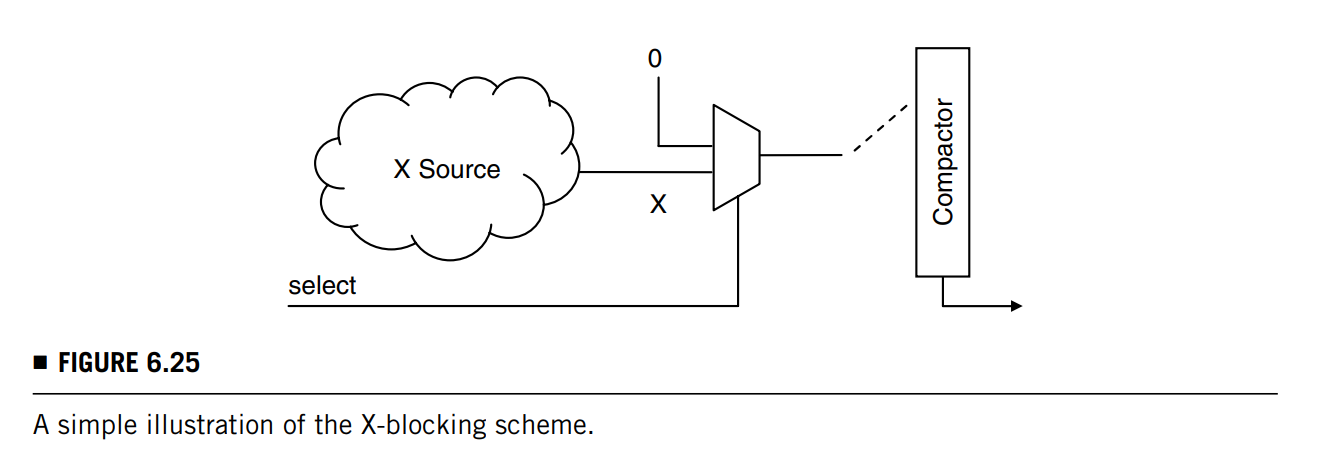 0
X Source
Compactor
X
select
■ FIGURE 6.25
A simple illustration of the X-blocking scheme.